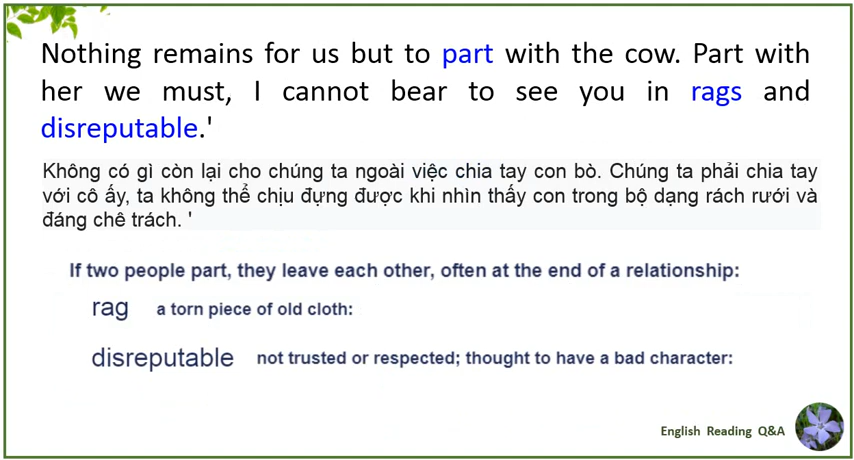 Nothing remains for us but to part with the cow. Part with
her we must, I cannot bear to see you in rags and
disreputable.'
Không có gì còn lại cho chúng ta ngoài việc chia tay con bò. Chúng ta phải chia tay
với cô ấy, ta không thể chịu đựng được khi nhìn thấy con trong bộ dạng rách rưới và
đáng chê trách. '
If two people part, they leave each other, often at the end of a relationship:
rag a torn piece of old cloth:
disreputable not trusted or respected; thought to have a bad character:
English Reading Q&A